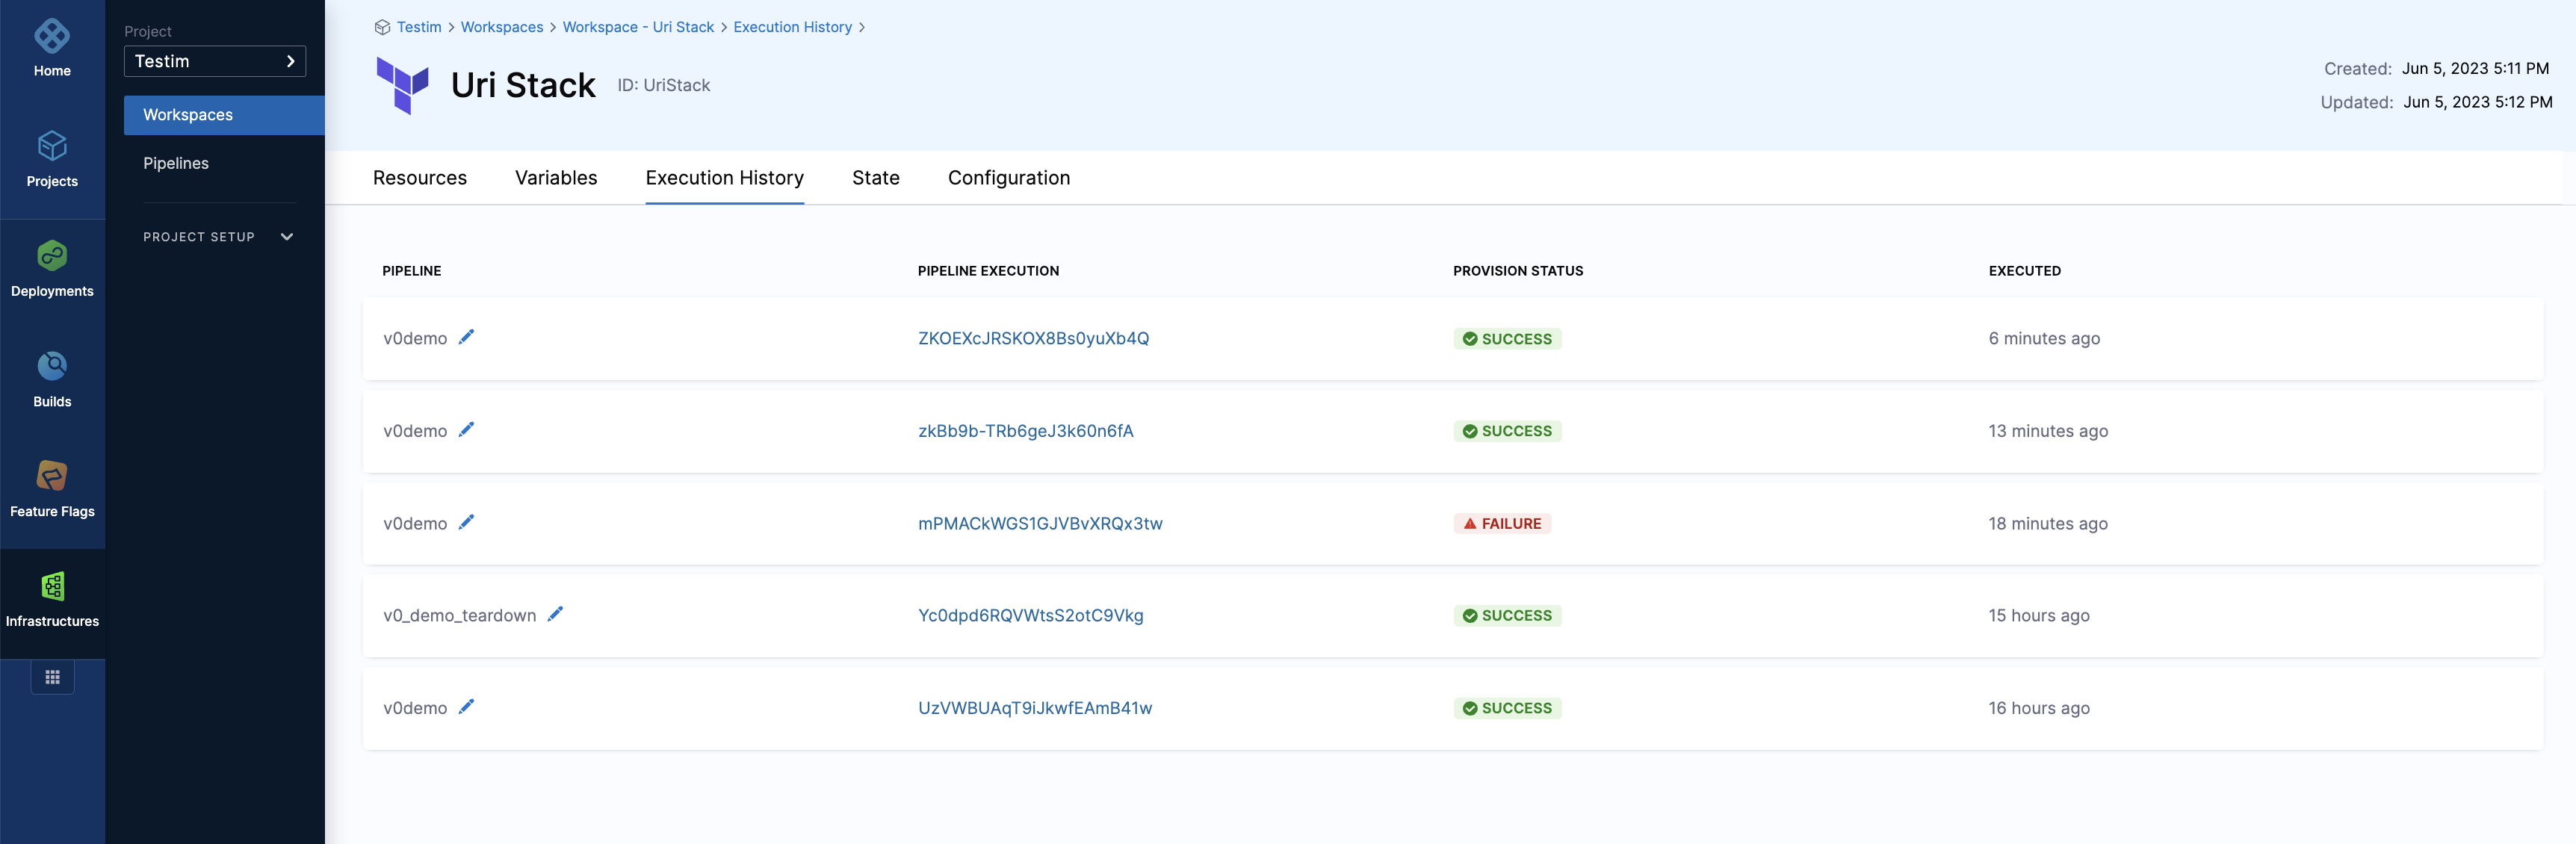 Home
Projects
Deployments
Builds
Feature Flags
Infrastructures
Project
Testim
Workspaces
Pipelines
PROJECT SETUP
Testim > Workspaces > Workspace - Uri Stack > Execution History >
Uri Stack ID: UriStack
Created: Jun 5, 2023 5:11 PM
Updated: Jun 5, 2023 5:12 PM
Resources Variables Execution History State Configuration
PIPELINE PIPELINE EXECUTION PROVISION STATUS EXECUTED
v0demo ZKOEXcJRSKOX8Bs0yuXb4Q SUCCESS 6 minutes ago
v0demo zkBb9b-TRb6geJ3k60n6fA SUCCESS 13 minutes ago
v0demo mPMACkWGS1GJVBvXRQx3tw FAILURE 18 minutes ago
v0_demo_teardown Yc0dpd6RQVWtsS2otC9Vkg SUCCESS 15 hours ago
v0demo UzVWBUAqT9iJkwfEAmB41w SUCCESS 16 hours ago